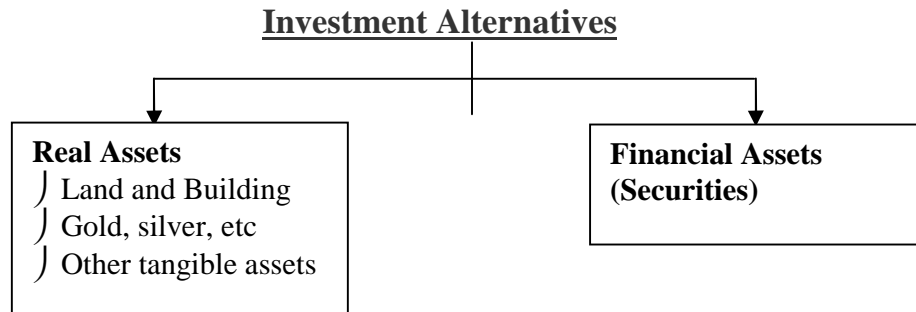 Investment Alternatives
Real Assets
⎭ Land and Building
⎭ Gold, silver, etc
⎭ Other tangible assets
Financial Assets
(Securities)